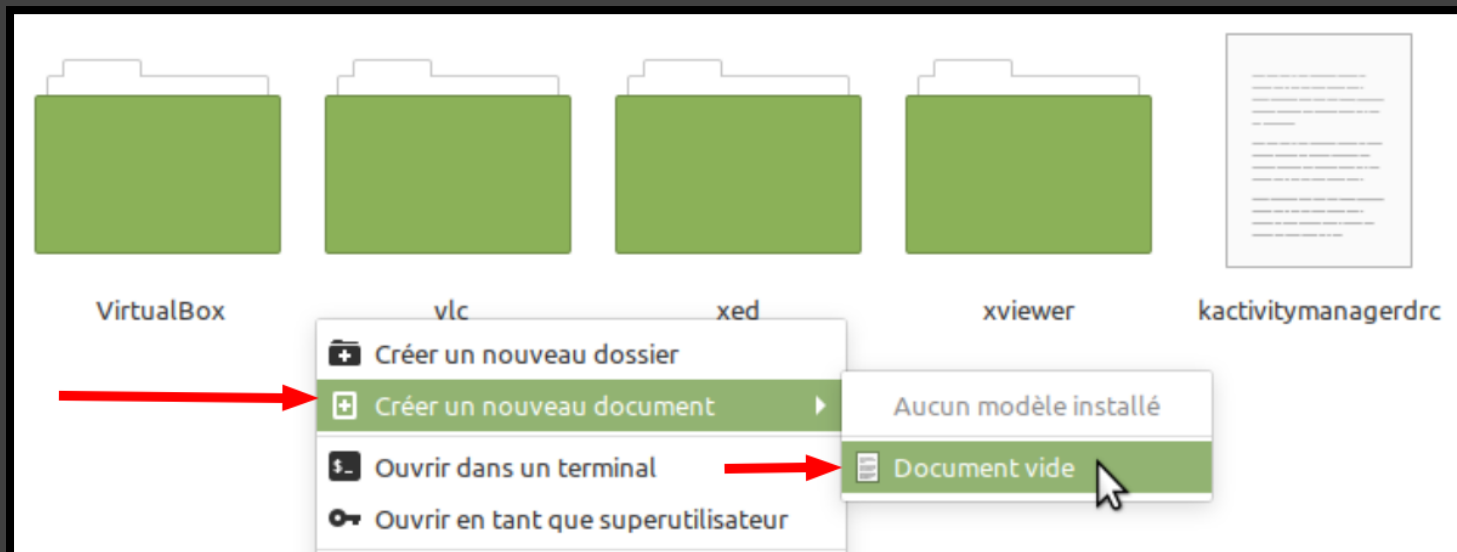 VirtualBox
vlc
xed
xviewer
kactivitymanagerdrc
Créer un nouveau dossier
Créer un nouveau document
Aucun modèle installé
Ouvrir dans un terminal
Document vide
Ouvrir en tant que superutilisateur